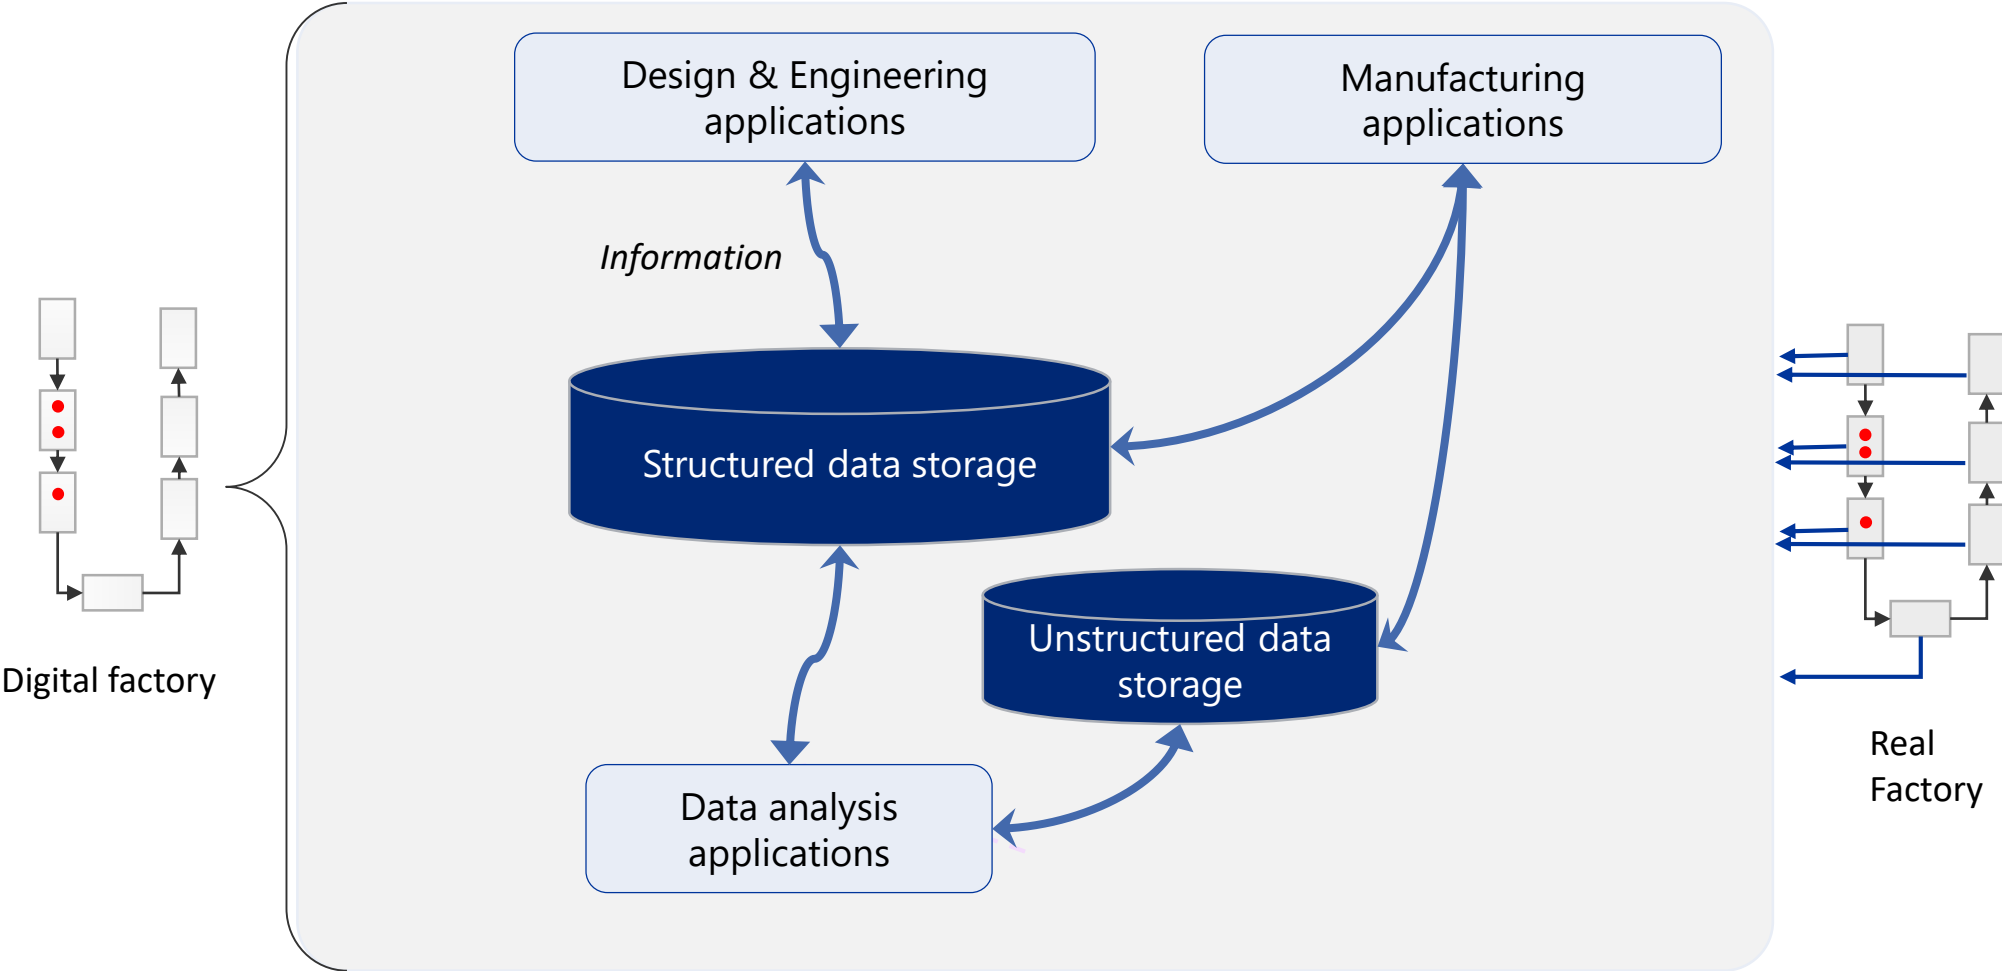 Design & Engineering
applications
Manufacturing
applications
Information
Structured data storage
Unstructured data
storage
Digital factory
Real
Factory
Data analysis
applications